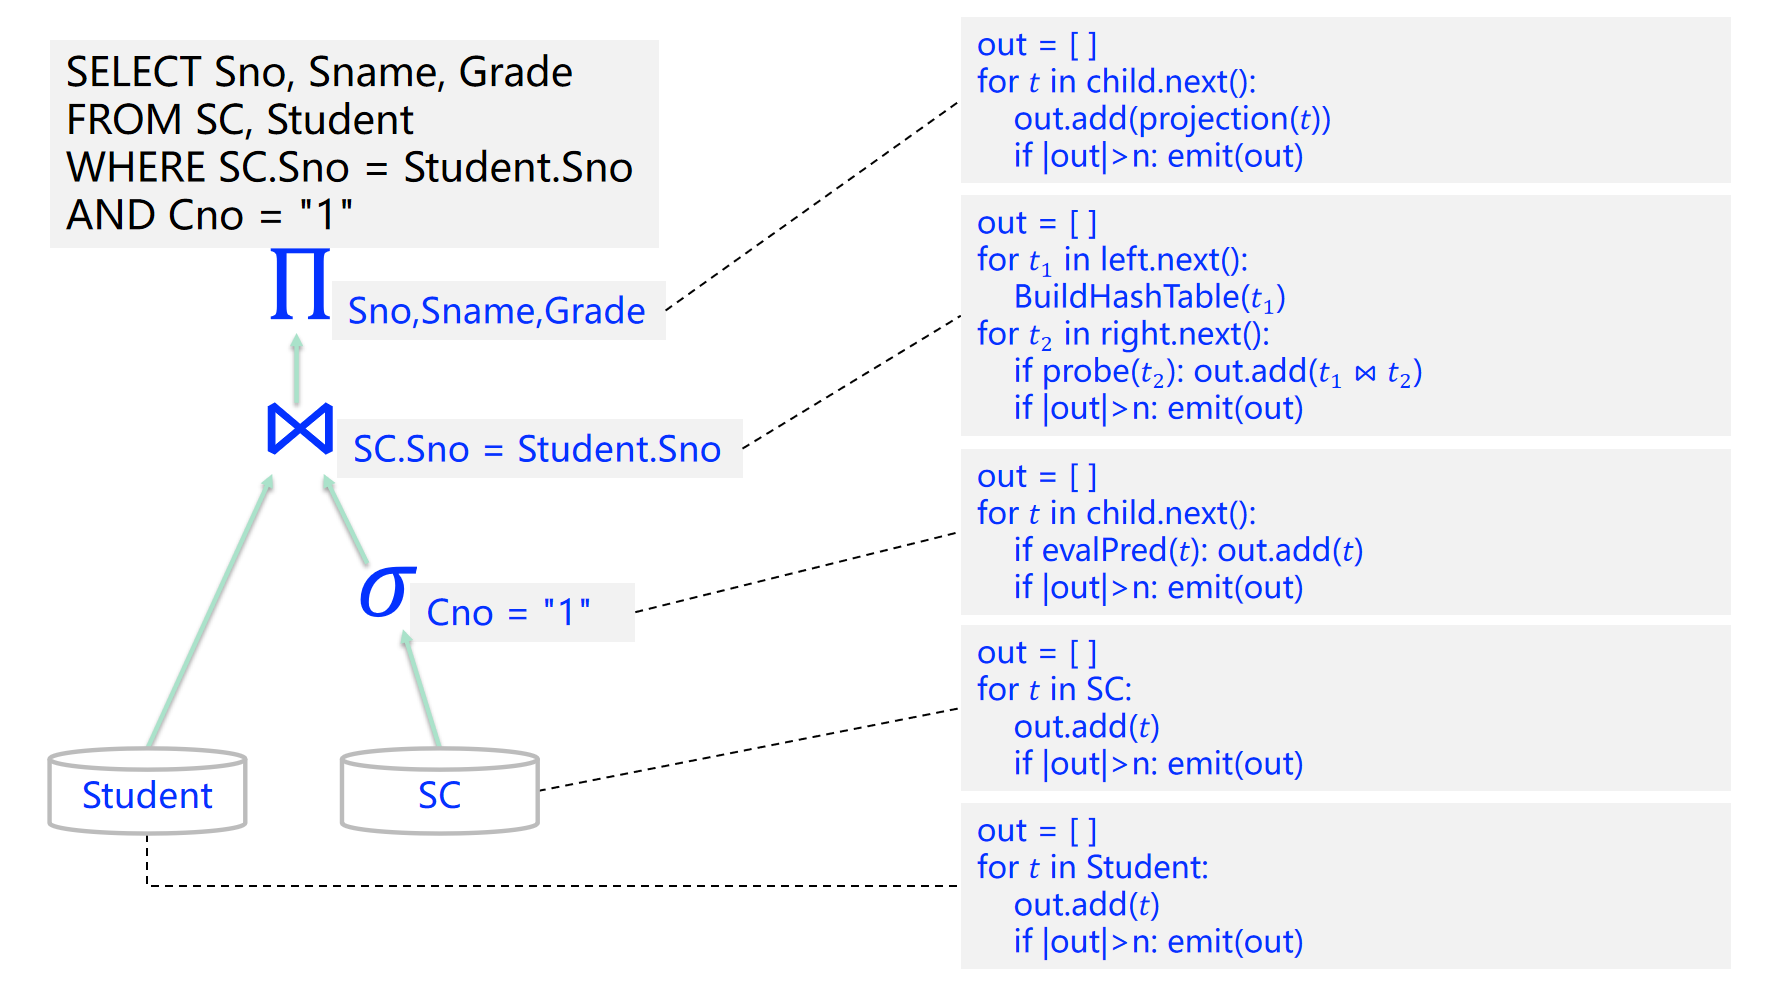 SELECT Sno, Sname, Grade
FROM SC, Student
WHERE SC.Sno = Student.Sno
AND Cno = "1"
∏
Sno,Sname,Grade
⋈
SC.Sno = Student.Sno
σ
Cno = "1"
Student
SC
out = [ ]
for t in child.next():
out.add(projection(t))
if |out|>n: emit(out)
out = [ ]
for t₁ in left.next():
BuildHashTable(t₁)
for t₂ in right.next():
if probe(t₂): out.add(t₁ ⋈ t₂)
if |out|>n: emit(out)
out = [ ]
for t in child.next():
if evalPred(t): out.add(t)
if |out|>n: emit(out)
out = [ ]
for t in SC:
out.add(t)
if |out|>n: emit(out)
out = [ ]
for t in Student:
out.add(t)
if |out|>n: emit(out)